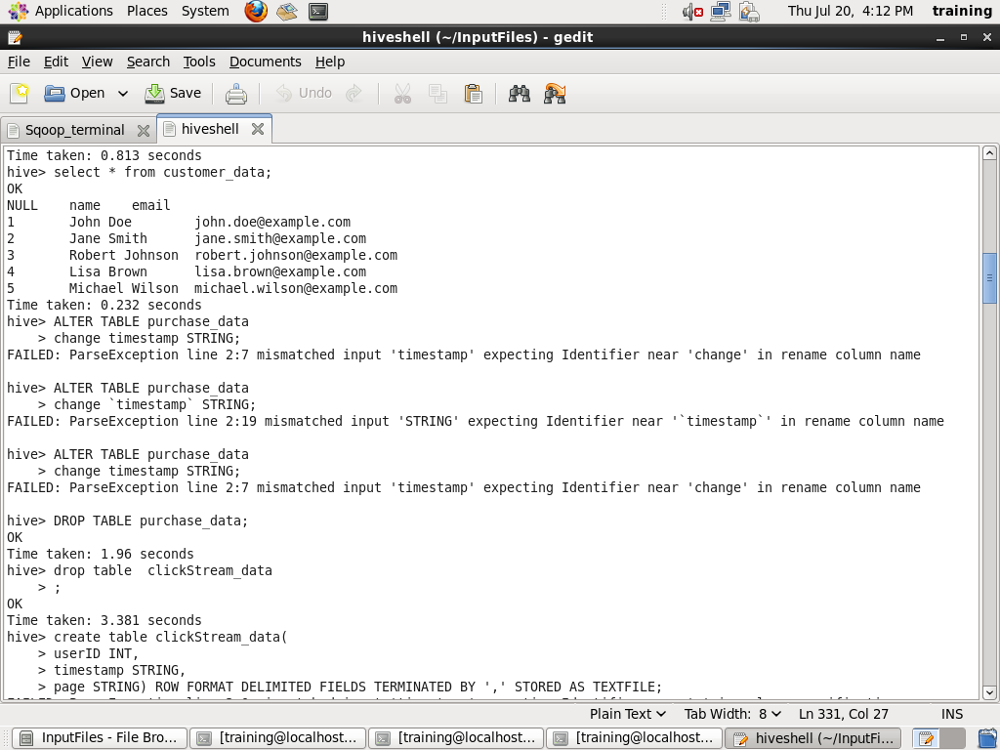 Applications Places System Thu Jul 20, 4:12 PM training
hiveshell (~/InputFiles) - gedit
File Edit View Search Tools Documents Help
Open Save Undo
Sqoop_terminal hiveshell
Time taken: 0.813 seconds
hive> select * from customer_data;
OK
NULL name email
1 John Doe john.doe@example.com
2 Jane Smith jane.smith@example.com
3 Robert Johnson robert.johnson@example.com
4 Lisa Brown lisa.brown@example.com
5 Michael Wilson michael.wilson@example.com
Time taken: 0.232 seconds
hive> ALTER TABLE purchase_data
> change timestamp STRING;
FAILED: ParseException line 2:7 mismatched input 'timestamp' expecting Identifier near 'change' in rename column name
hive> ALTER TABLE purchase_data
> change `timestamp` STRING;
FAILED: ParseException line 2:19 mismatched input 'STRING' expecting Identifier near '`timestamp`' in rename column name
hive> ALTER TABLE purchase_data
> change timestamp STRING;
FAILED: ParseException line 2:7 mismatched input 'timestamp' expecting Identifier near 'change' in rename column name
hive> DROP TABLE purchase_data;
OK
Time taken: 1.96 seconds
hive> drop table  clickStream_data
> ;
OK
Time taken: 3.381 seconds
hive> create table clickStream_data(
> userID INT,
> timestamp STRING,
> page STRING) ROW FORMAT DELIMITED FIELDS TERMINATED BY ',' STORED AS TEXTFILE;
Plain Text Tab Width: 8 Ln 331, Col 27 INS
InputFiles - File Bro... [training@localhost... [training@localhost... [training@localhost... hiveshell (~/InputFi...